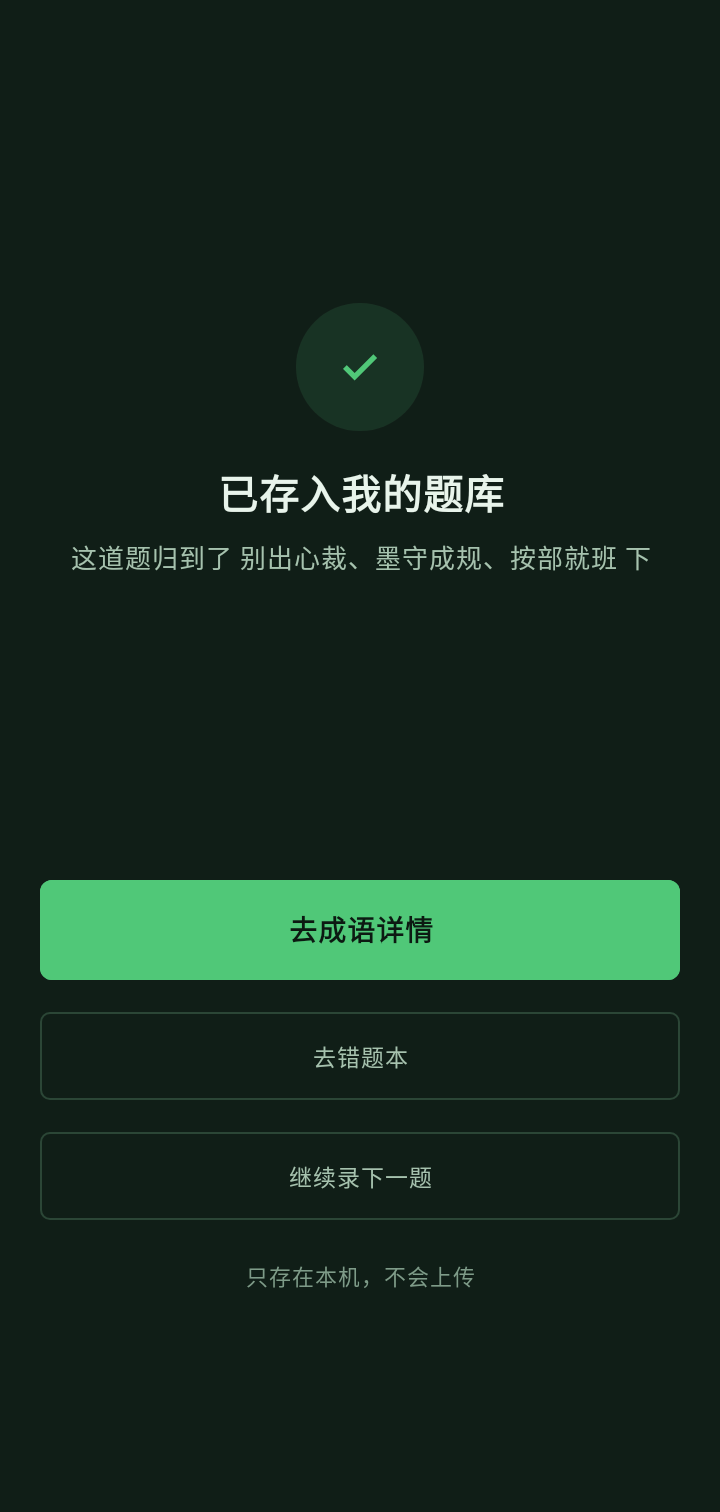 已存入我的题库
这道题归到了 别出心裁、墨守成规、按部就班 下
去成语详情
去错题本
继续录下一题
只存在本机，不会上传